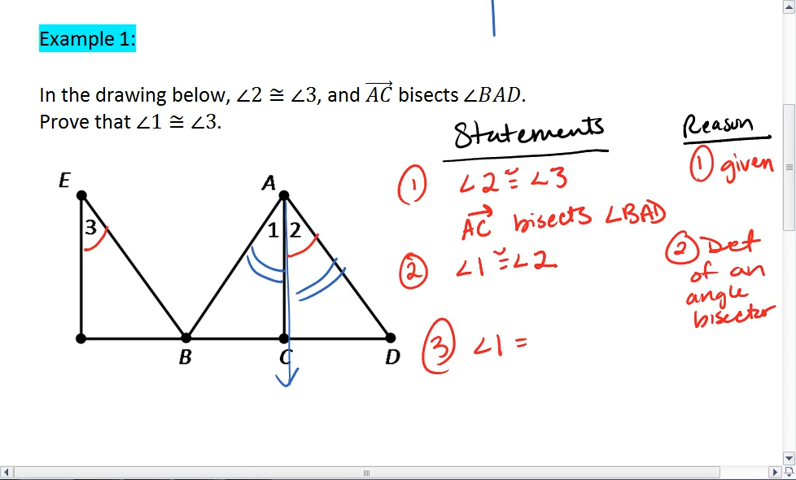 Example 1:
In the drawing below, ∠2 ≅ ∠3, and AC→ bisects ∠BAD.
Prove that ∠1 ≅ ∠3.
Statements
Reason
① ∠2 ≅ ∠3
① given
AC→ bisects ∠BAD
② ∠1 ≅ ∠2
② Def
of an
angle
bisector
③ ∠1 =
E
A
3
1
2
B
C
D